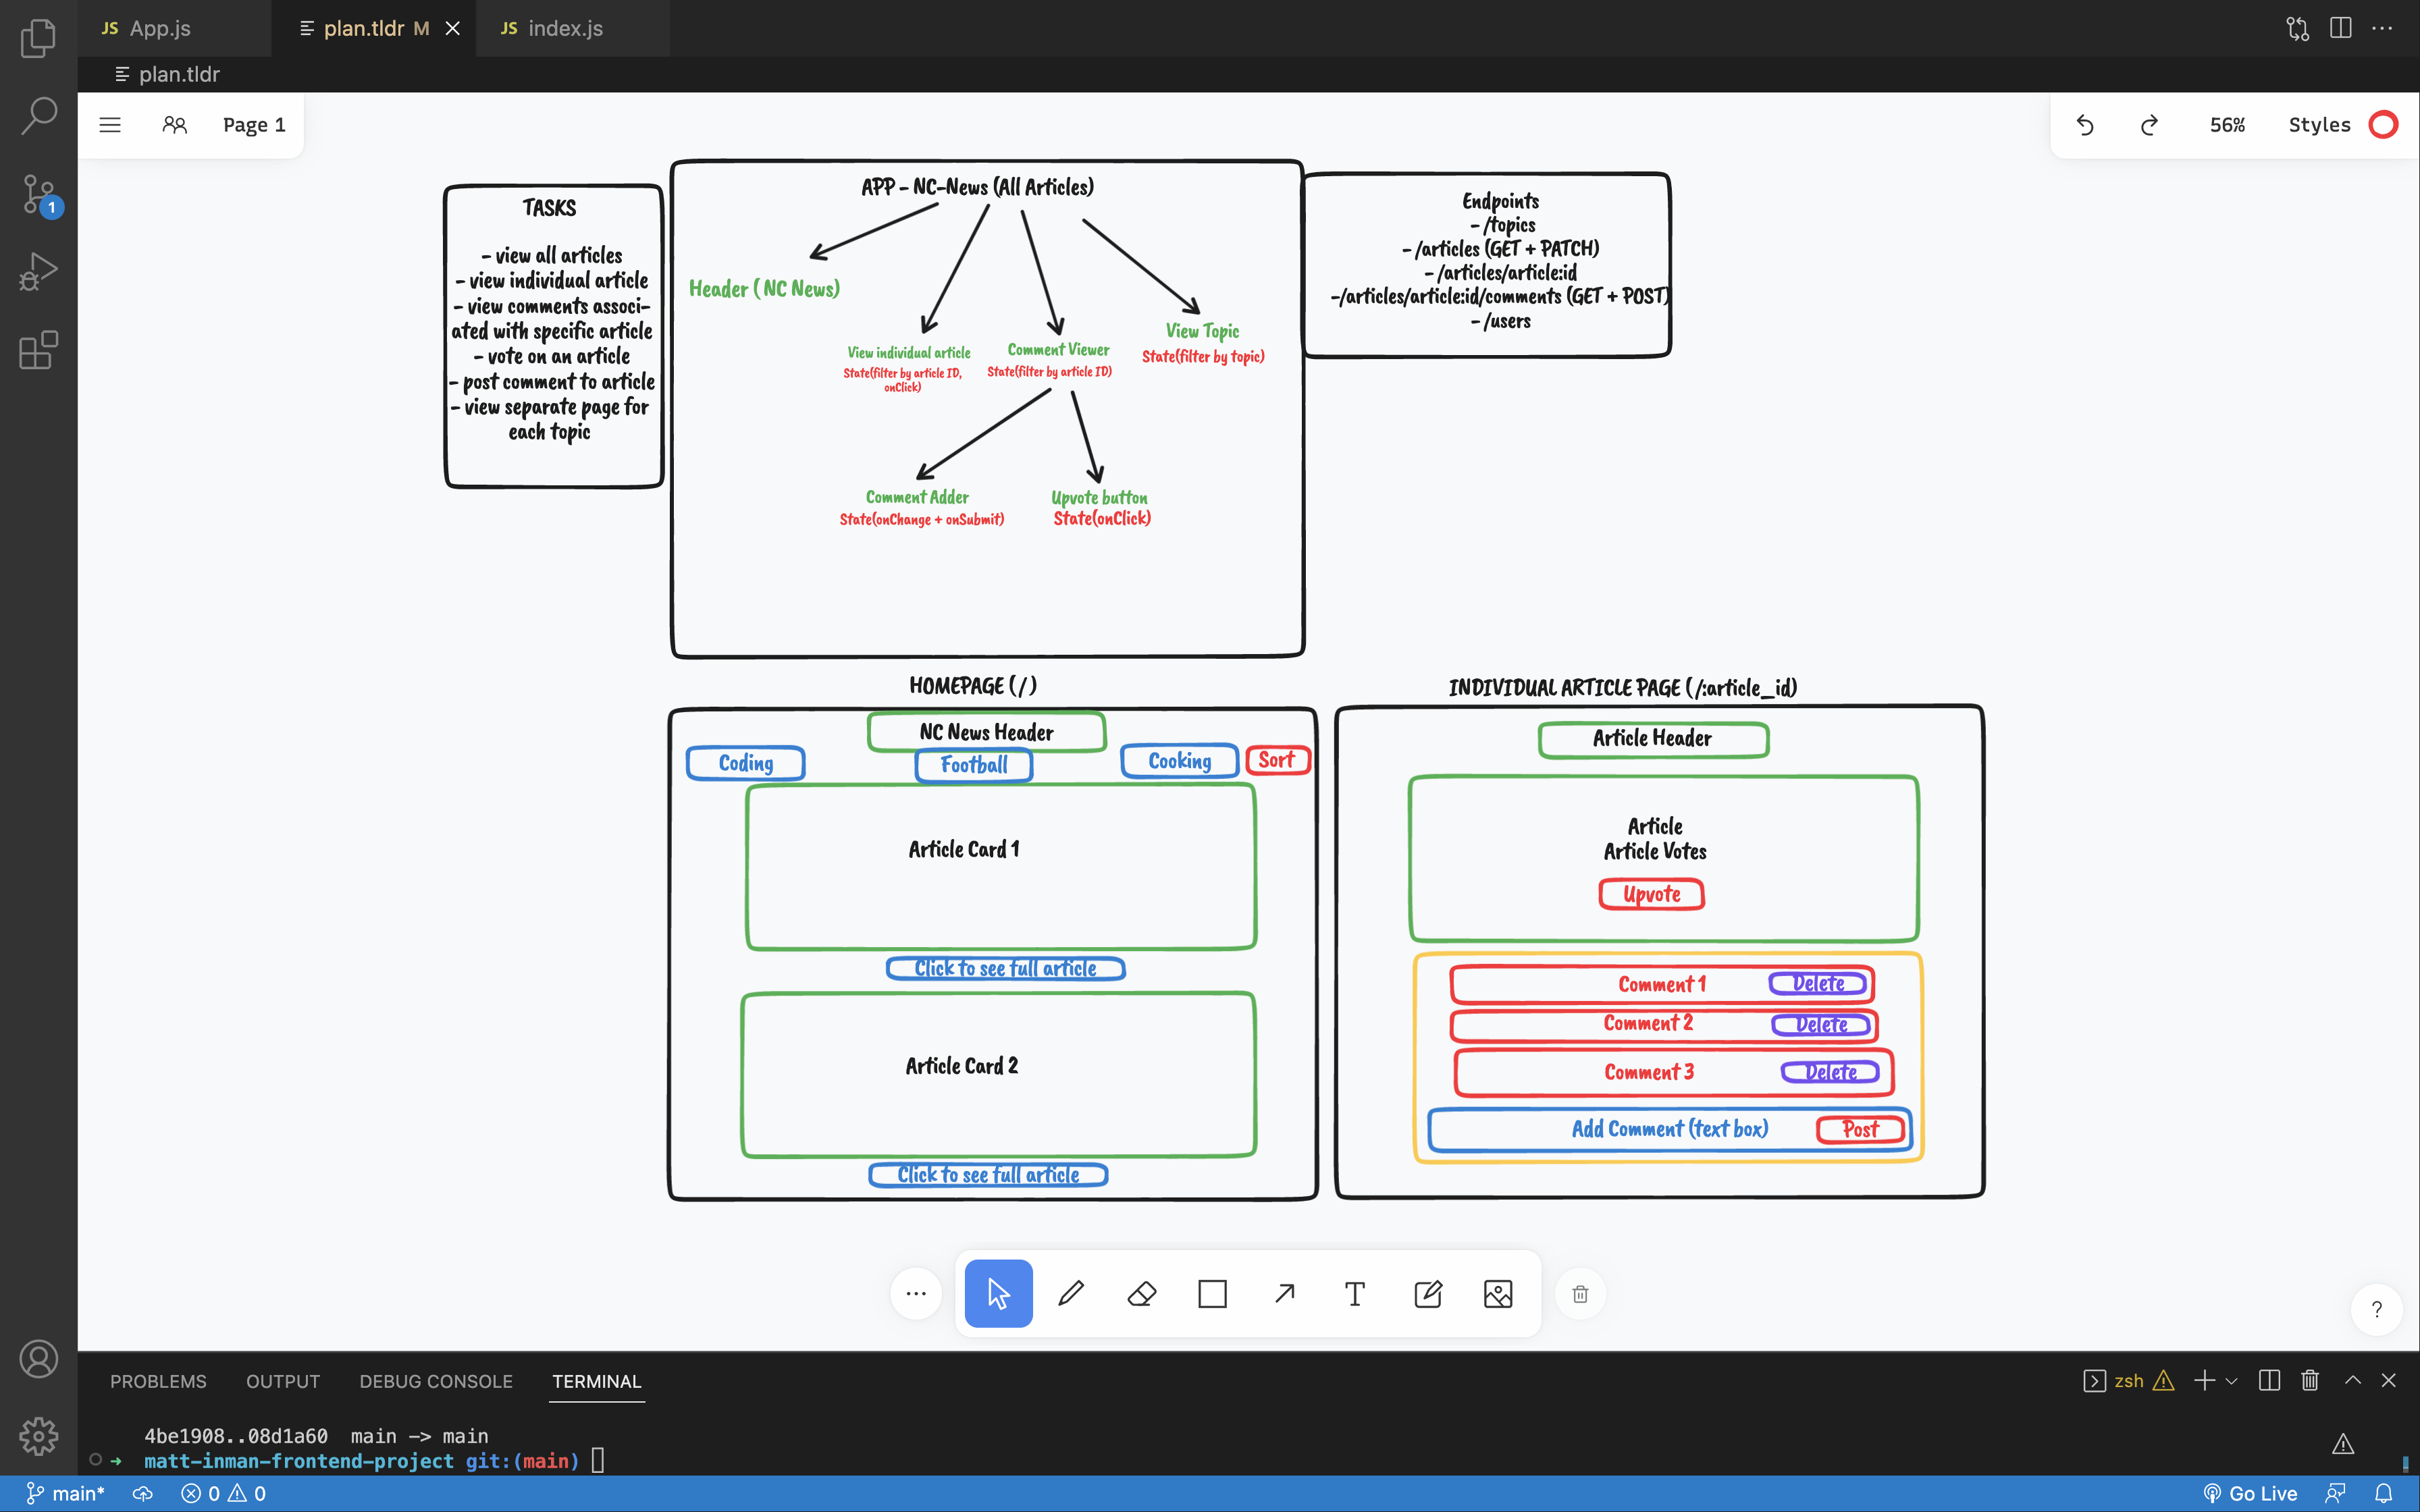 JS App.js
plan.tldr M
JS index.js
plan.tldr
Page 1
56%
Styles
1
TASKS
- view all articles
- view individual article
- view comments associ-
ated with specific article
- vote on an article
- post comment to article
- view separate page for
each topic
APP - NC-News (All Articles)
Header ( NC News)
View individual article
State(filter by article ID,
onClick)
Comment Viewer
State(filter by article ID)
View Topic
State(filter by topic)
Comment Adder
State(onChange + onSubmit)
Upvote button
State(onClick)
Endpoints
- /topics
- /articles (GET + PATCH)
- /articles/article:id
-/articles/article:id/comments (GET + POST)
- /users
HOMEPAGE ( / )
NC News Header
Coding
Football
Cooking
Sort
Article Card 1
Click to see full article
Article Card 2
Click to see full article
INDIVIDUAL ARTICLE PAGE ( /:article_id)
Article Header
Article
Article Votes
Upvote
Comment 1
Delete
Comment 2
Delete
Comment 3
Delete
Add Comment (text box)
Post
T
?
PROBLEMS
OUTPUT
DEBUG CONSOLE
TERMINAL
zsh
4be1908..08d1a60 main -> main
matt-inman-frontend-project git:(main)
main*
0
0
Go Live